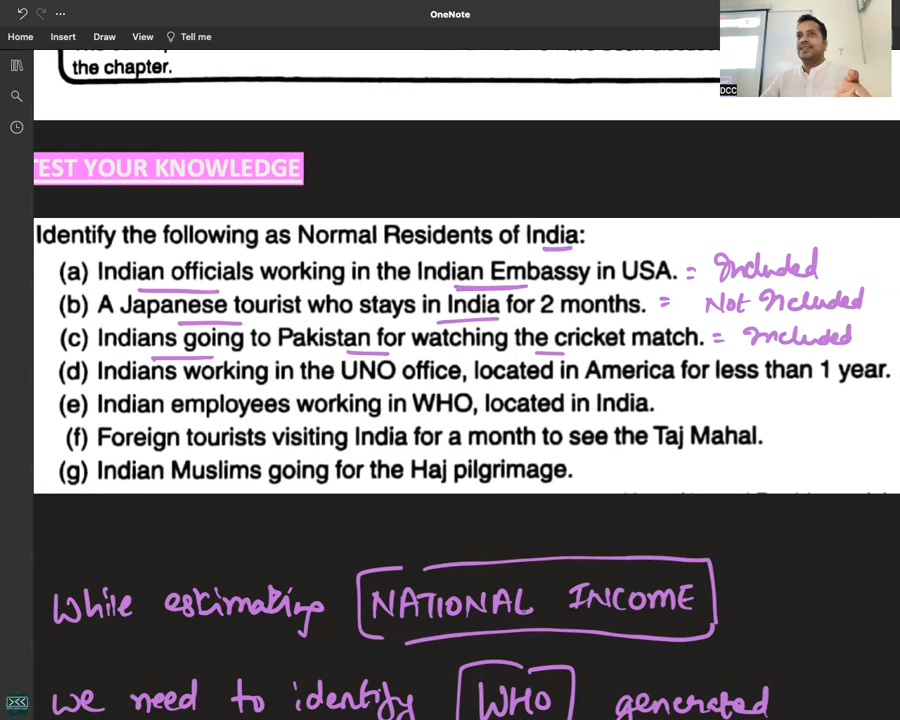 OneNote
Home Insert Draw View Tell me
the chapter.
DCC
TEST YOUR KNOWLEDGE
Identify the following as Normal Residents of India:
(a) Indian officials working in the Indian Embassy in USA. = Included
(b) A Japanese tourist who stays in India for 2 months. = Not Included
(c) Indians going to Pakistan for watching the cricket match. = Included
(d) Indians working in the UNO office, located in America for less than 1 year.
(e) Indian employees working in WHO, located in India.
(f) Foreign tourists visiting India for a month to see the Taj Mahal.
(g) Indian Muslims going for the Haj pilgrimage.
While estimating NATIONAL INCOME
we need to identify WHO generated